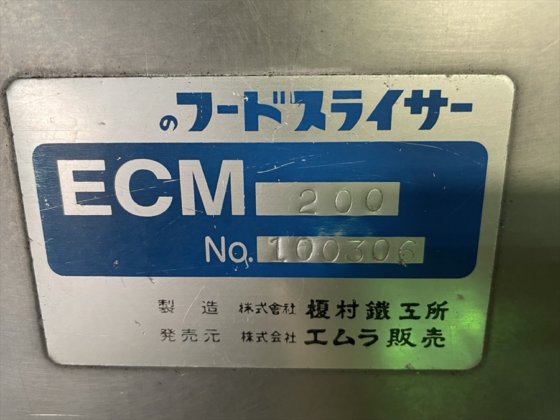 のフードスライサー
ECM 200
No. 100306
製造 株式会社 榎村鐵工所
発売元 株式会社 エムラ販売